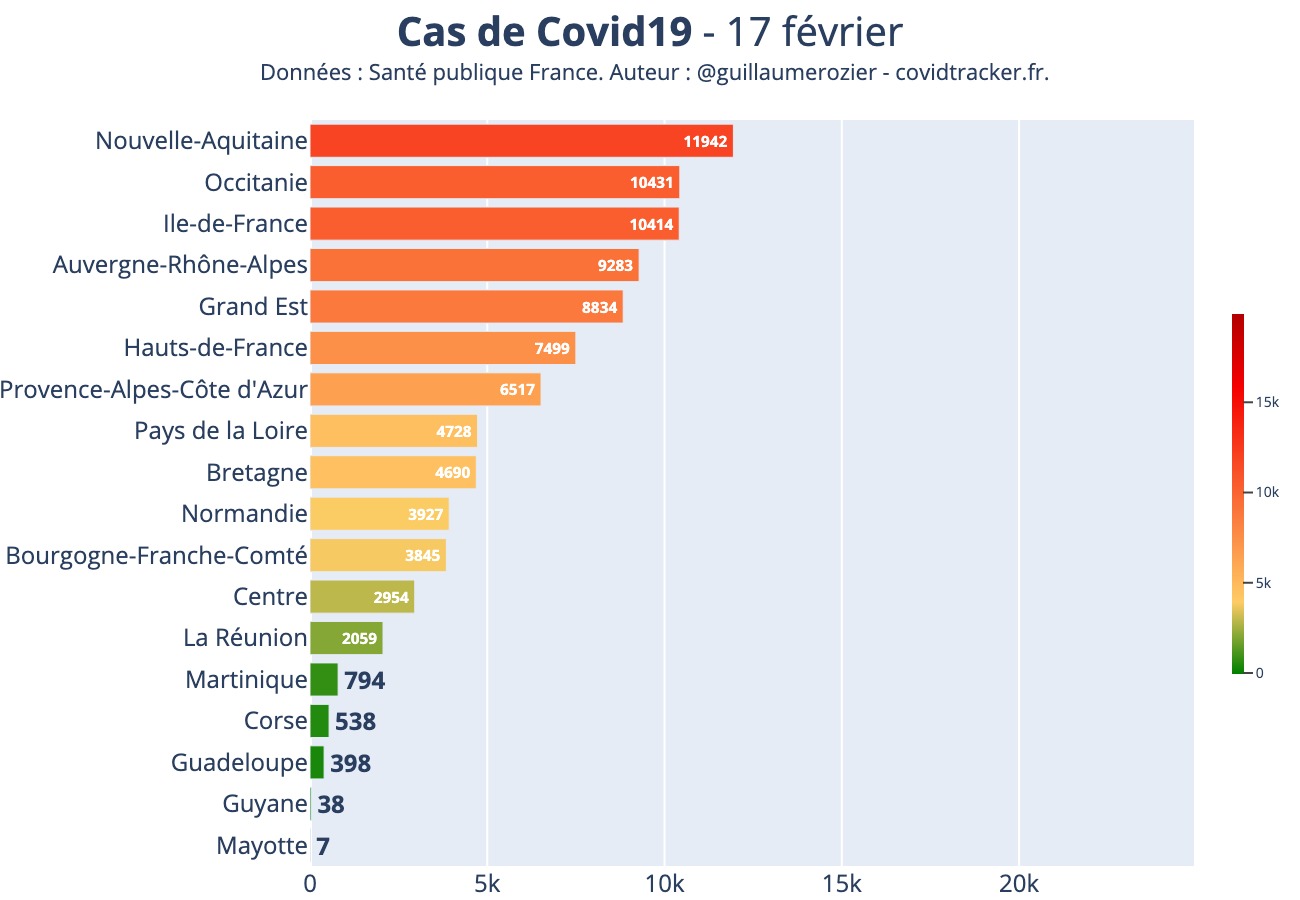 Cas de Covid19 - 17 février
Données : Santé publique France. Auteur : @guillaumerozier - covidtracker.fr.
Nouvelle-Aquitaine 11942
Occitanie 10431
Ile-de-France 10414
Auvergne-Rhône-Alpes 9283
Grand Est 8834
Hauts-de-France 7499
Provence-Alpes-Côte d'Azur 6517
Pays de la Loire 4728
Bretagne 4690
Normandie 3927
Bourgogne-Franche-Comté 3845
Centre 2954
La Réunion 2059
Martinique 794
Corse 538
Guadeloupe 398
Guyane 38
Mayotte 7
0 5k 10k 15k 20k
15k
10k
5k
0